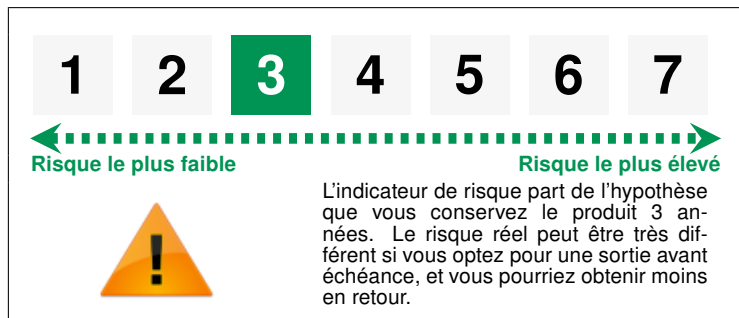 1 2 3 4 5 6 7
Risque le plus faible Risque le plus élevé
L'indicateur de risque part de l'hypothèse
que vous conservez le produit 3 an-
nées. Le risque réel peut être très dif-
férent si vous optez pour une sortie avant
échéance, et vous pourriez obtenir moins
en retour.